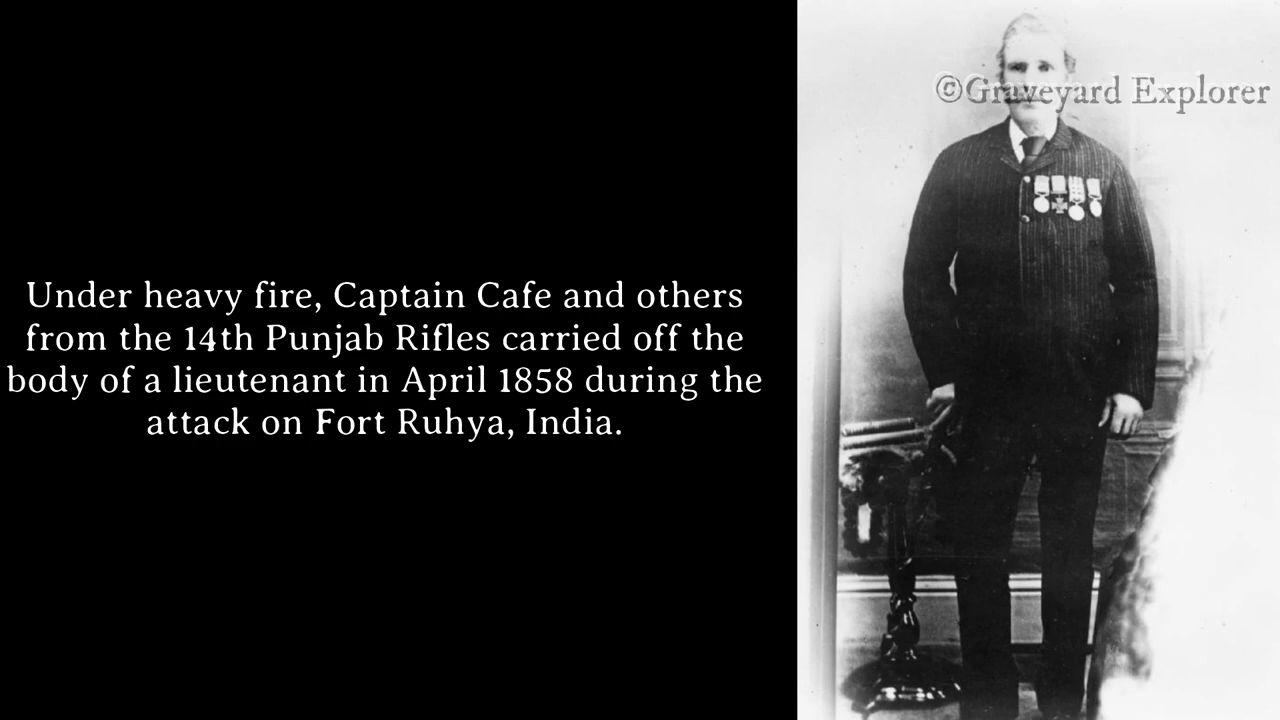 Under heavy fire, Captain Cafe and others
from the 14th Punjab Rifles carried off the
body of a lieutenant in April 1858 during the
attack on Fort Ruhya, India.
©Graveyard Explorer